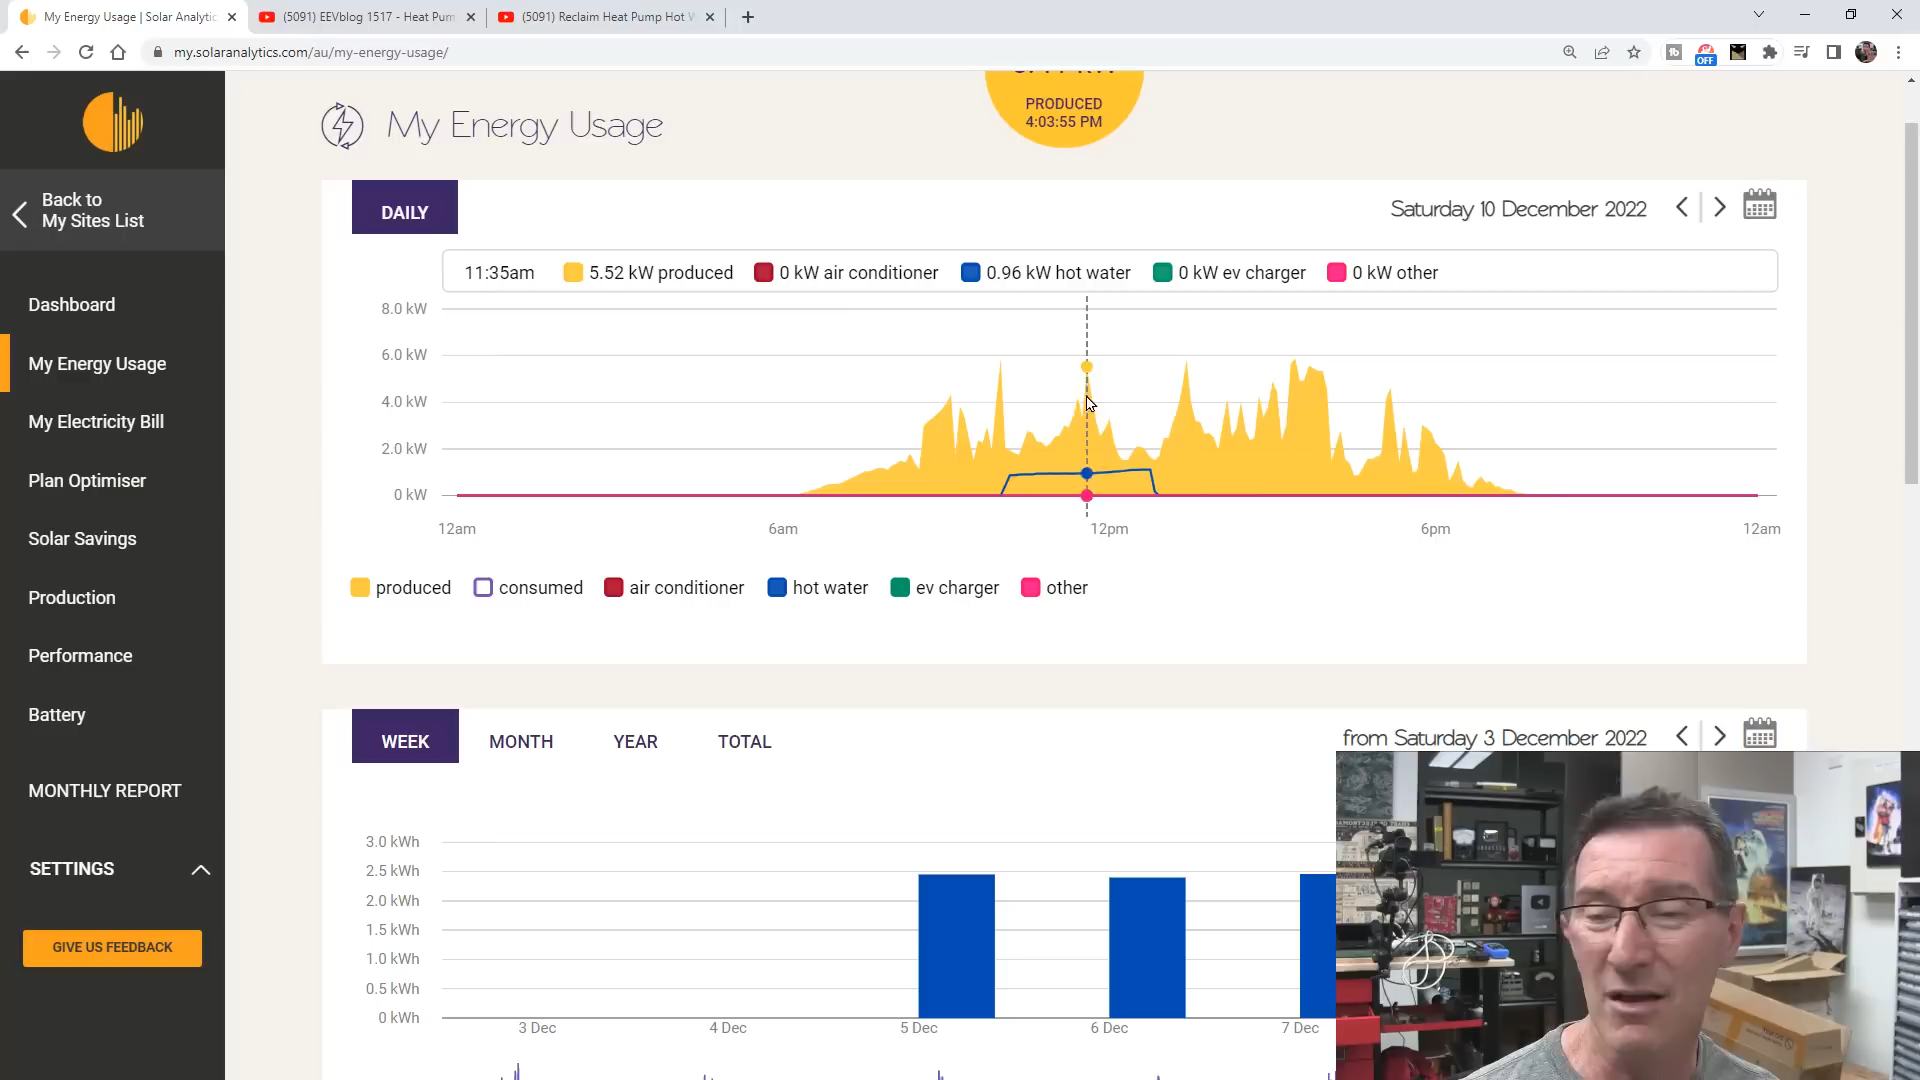 My Energy Usage | Solar Analytic
(5091) EEVblog 1517 - Heat Pum
(5091) Reclaim Heat Pump Hot W
my.solaranalytics.com/au/my-energy-usage/
OFF
Back to
My Sites List
Dashboard
My Energy Usage
My Electricity Bill
Plan Optimiser
Solar Savings
Production
Performance
Battery
MONTHLY REPORT
SETTINGS
GIVE US FEEDBACK
My Energy Usage
PRODUCED
4:03:55 PM
DAILY
Saturday 10 December 2022
11:35am 5.52 kW produced 0 kW air conditioner 0.96 kW hot water 0 kW ev charger 0 kW other
8.0 kW
6.0 kW
4.0 kW
2.0 kW
0 kW
12am 6am 12pm 6pm 12am
produced consumed air conditioner hot water ev charger other
WEEK MONTH YEAR TOTAL
from Saturday 3 December 2022
3.0 kWh
2.5 kWh
2.0 kWh
1.5 kWh
1.0 kWh
0.5 kWh
0 kWh
3 Dec 4 Dec 5 Dec 6 Dec 7 Dec